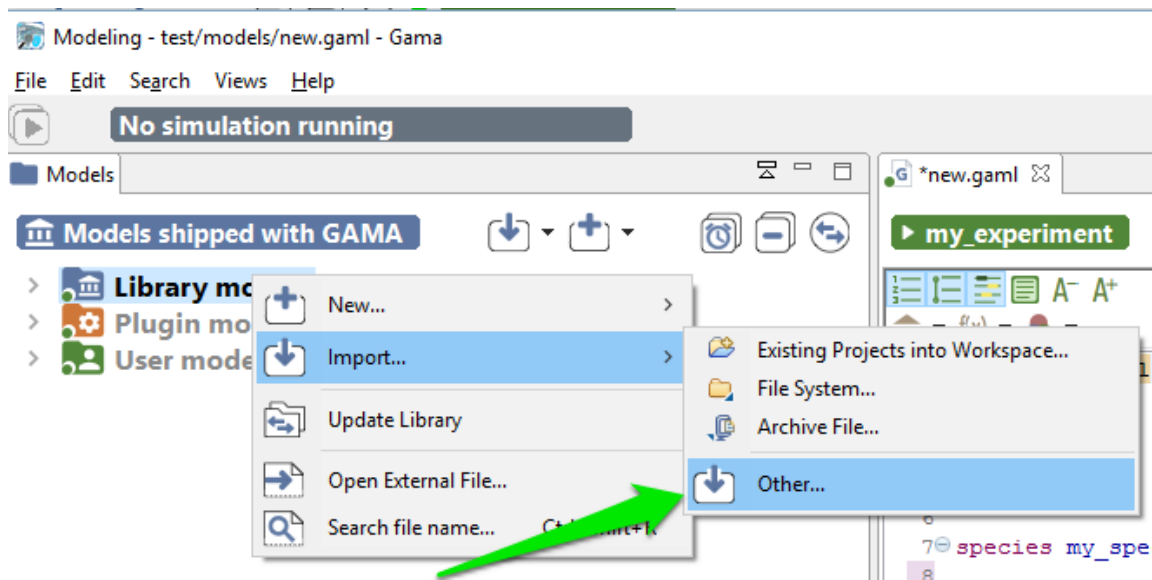 Modeling - test/models/new.gaml - Gama
File Edit Search Views Help
No simulation running
Models
*new.gaml
Models shipped with GAMA
my_experiment
Library mo
Plugin mo
User mode
New...
Import...
Update Library
Open External File...
Search file name...
Existing Projects into Workspace...
File System...
Archive File...
Other...
A- A+
7 species my_spe
8